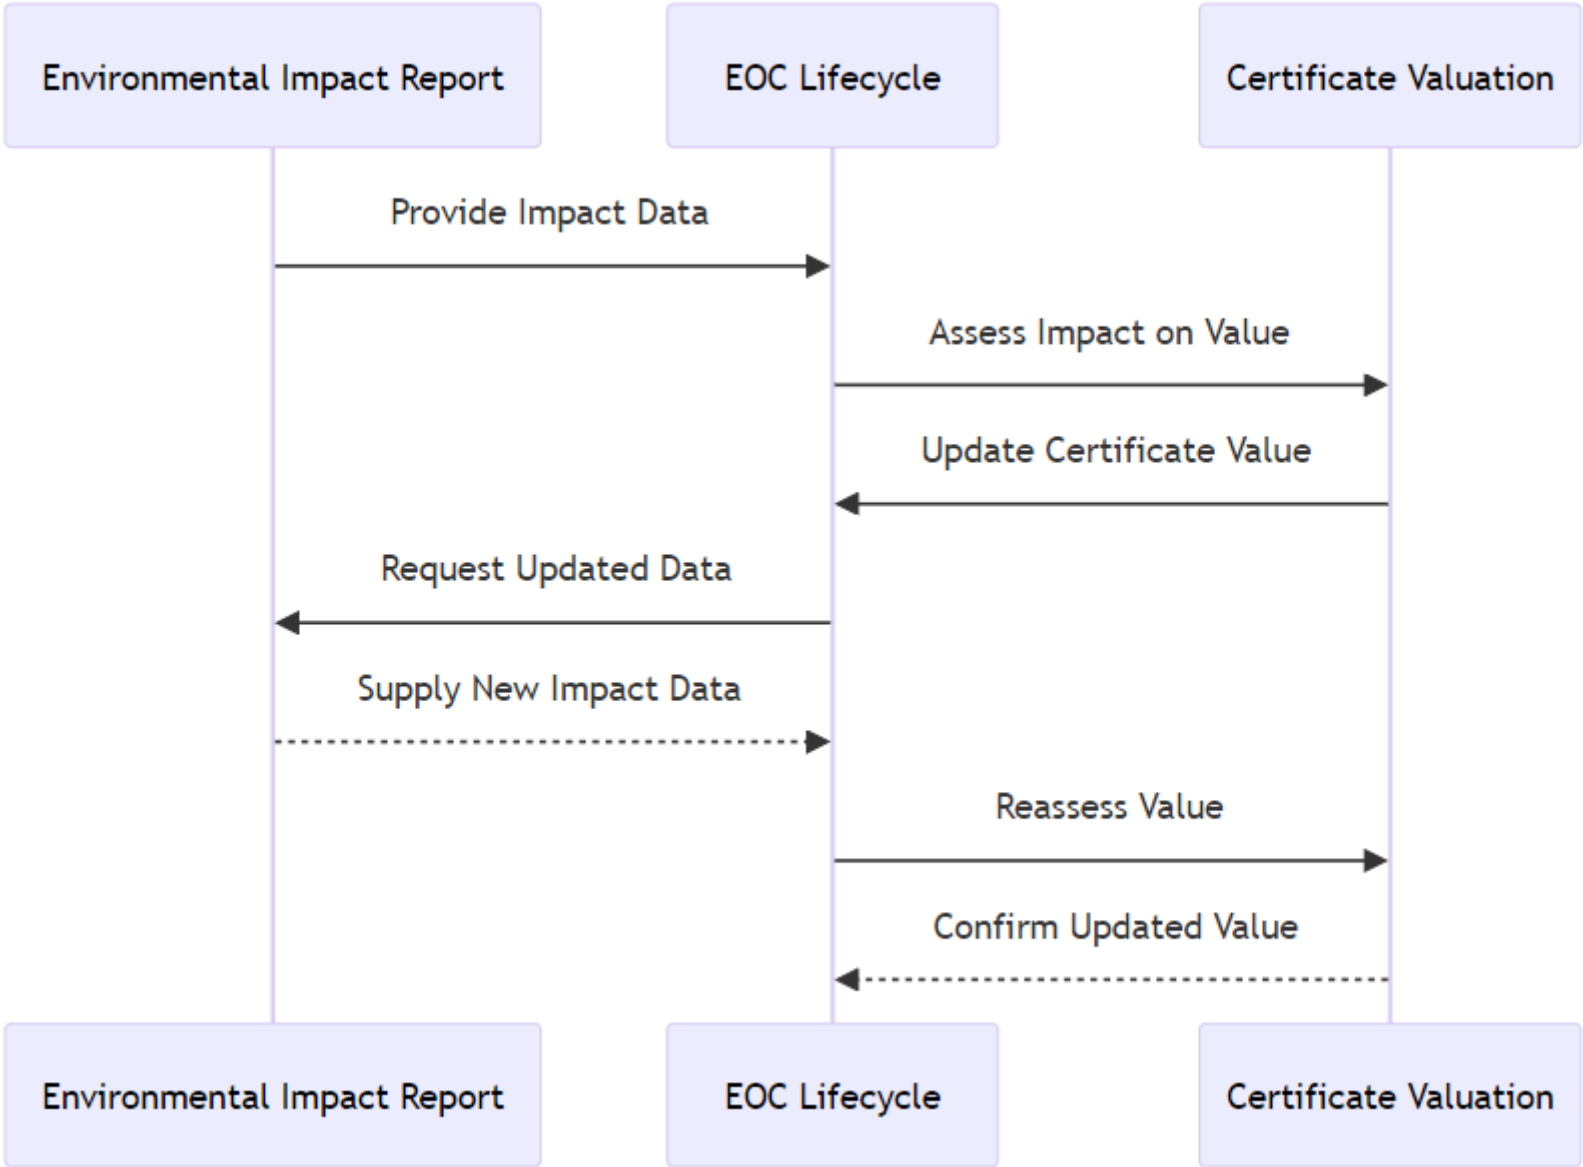 Environmental Impact Report
EOC Lifecycle
Certificate Valuation
Provide Impact Data
Assess Impact on Value
Update Certificate Value
Request Updated Data
Supply New Impact Data
Reassess Value
Confirm Updated Value
Environmental Impact Report
EOC Lifecycle
Certificate Valuation